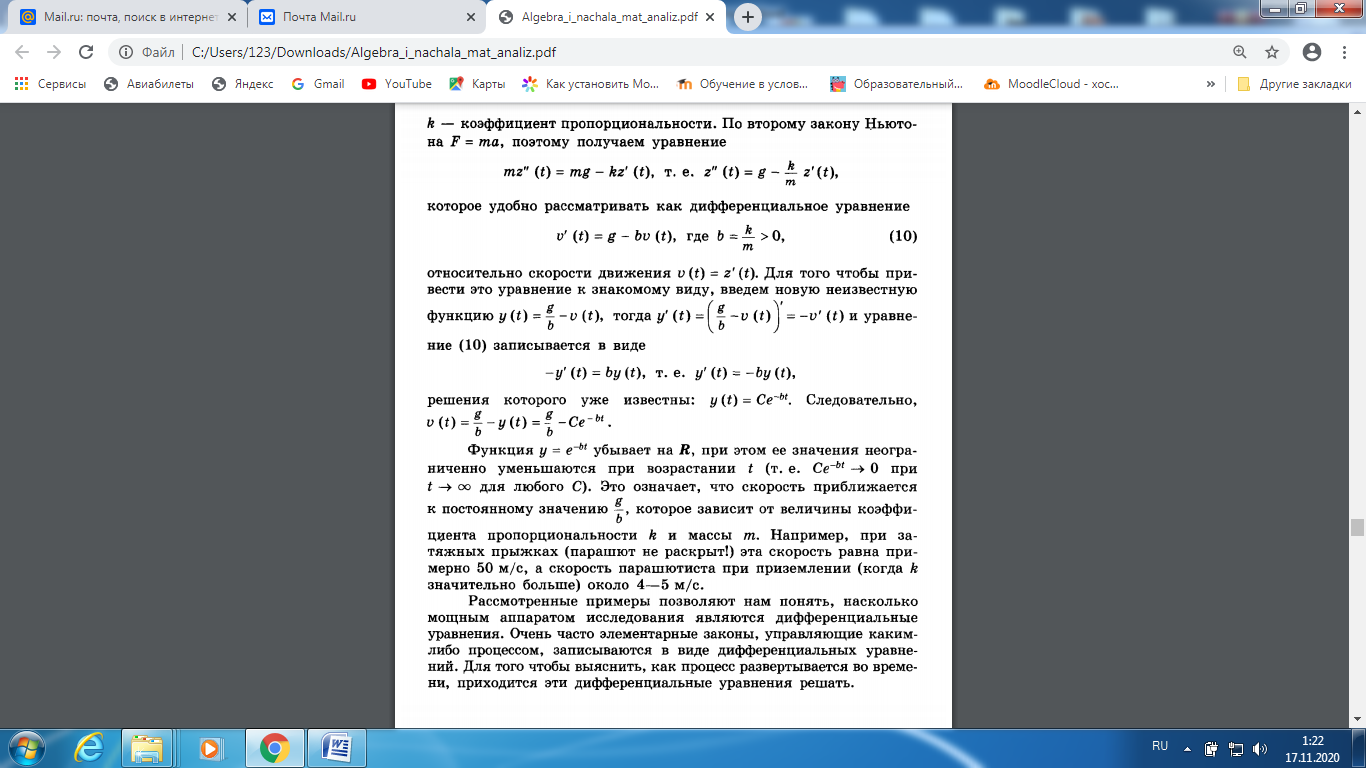 Mail.ru: почта, поиск в интернет
Почта Mail.ru
Algebra_i_nachala_mat_analiz.pdf
Файл | C:/Users/123/Downloads/Algebra_i_nachala_mat_analiz.pdf
Сервисы Авиабилеты Яндекс Gmail YouTube Карты Как установить Мо... Обучение в услов... Образовательный... MoodleCloud - хос... » Другие закладки
k — коэффициент пропорциональности. По второму закону Ньюто-
на F = ma, поэтому получаем уравнение
mz″ (t) = mg – kz′ (t), т. е. z″ (t) = g – k/m z′(t),
которое удобно рассматривать как дифференциальное уравнение
v′ (t) = g – bv (t), где b = k/m > 0, (10)
относительно скорости движения v (t) = z′ (t). Для того чтобы при-
вести это уравнение к знакомому виду, введем новую неизвестную
функцию y (t) = g/b – v (t), тогда y′ (t) = (g/b – v (t))′ = –v′ (t) и уравне-
ние (10) записывается в виде
–y′ (t) = by (t), т. е. y′ (t) = –by (t),
решения которого уже известны: y (t) = Ce^(–bt). Следовательно,
v (t) = g/b – y (t) = g/b – Ce^(–bt).
Функция y = e^(–bt) убывает на R, при этом ее значения неогра-
ниченно уменьшаются при возрастании t (т. е. Ce^(–bt) → 0 при
t → ∞ для любого C). Это означает, что скорость приближается
к постоянному значению g/b, которое зависит от величины коэффи-
циента пропорциональности k и массы m. Например, при за-
тяжных прыжках (парашют не раскрыт!) эта скорость равна при-
мерно 50 м/с, а скорость парашютиста при приземлении (когда k
значительно больше) около 4—5 м/с.
Рассмотренные примеры позволяют нам понять, насколько
мощным аппаратом исследования являются дифференциальные
уравнения. Очень часто элементарные законы, управляющие каким-
либо процессом, записываются в виде дифференциальных уравне-
ний. Для того чтобы выяснить, как процесс развертывается во време-
ни, приходится эти дифференциальные уравнения решать.
RU
1:22
17.11.2020